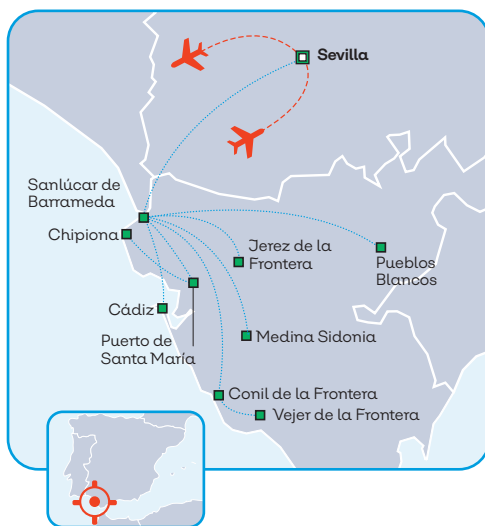 Sevilla
Sanlúcar de
Barrameda
Chipiona
Jerez de la
Frontera
Pueblos
Blancos
Cádiz
Puerto de
Santa María
Medina Sidonia
Conil de la Frontera
Vejer de la Frontera